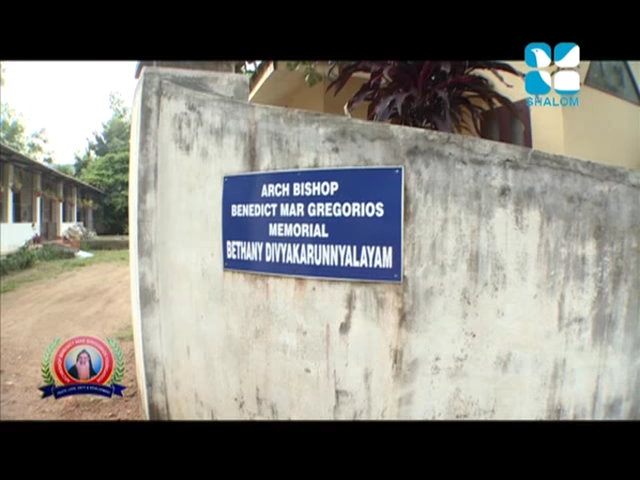 SHALOM
ARCH BISHOP
BENEDICT MAR GREGORIOS
MEMORIAL
BETHANY DIVYAKARUNNYALAYAM